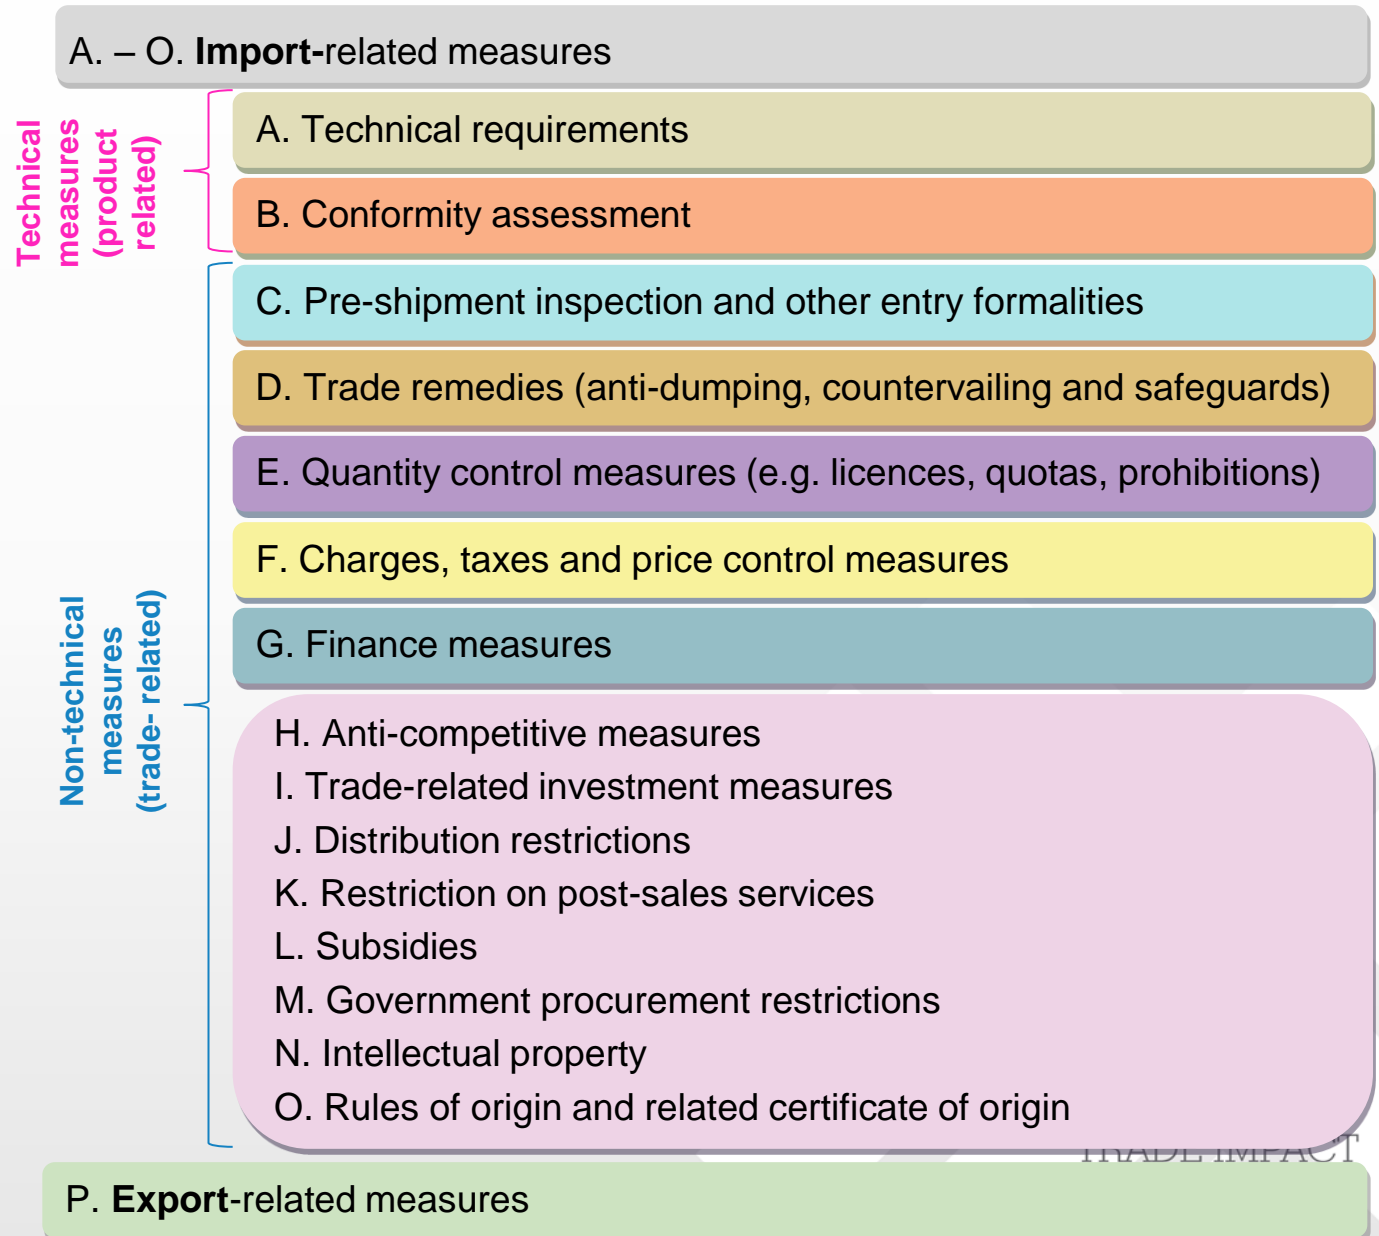 A. – O. Import-related measures
Technical
measures
(product
related)
A. Technical requirements
B. Conformity assessment
Non-technical
measures
(trade- related)
C. Pre-shipment inspection and other entry formalities
D. Trade remedies (anti-dumping, countervailing and safeguards)
E. Quantity control measures (e.g. licences, quotas, prohibitions)
F. Charges, taxes and price control measures
G. Finance measures
H. Anti-competitive measures
I. Trade-related investment measures
J. Distribution restrictions
K. Restriction on post-sales services
L. Subsidies
M. Government procurement restrictions
N. Intellectual property
O. Rules of origin and related certificate of origin
TRADE IMPACT
P. Export-related measures